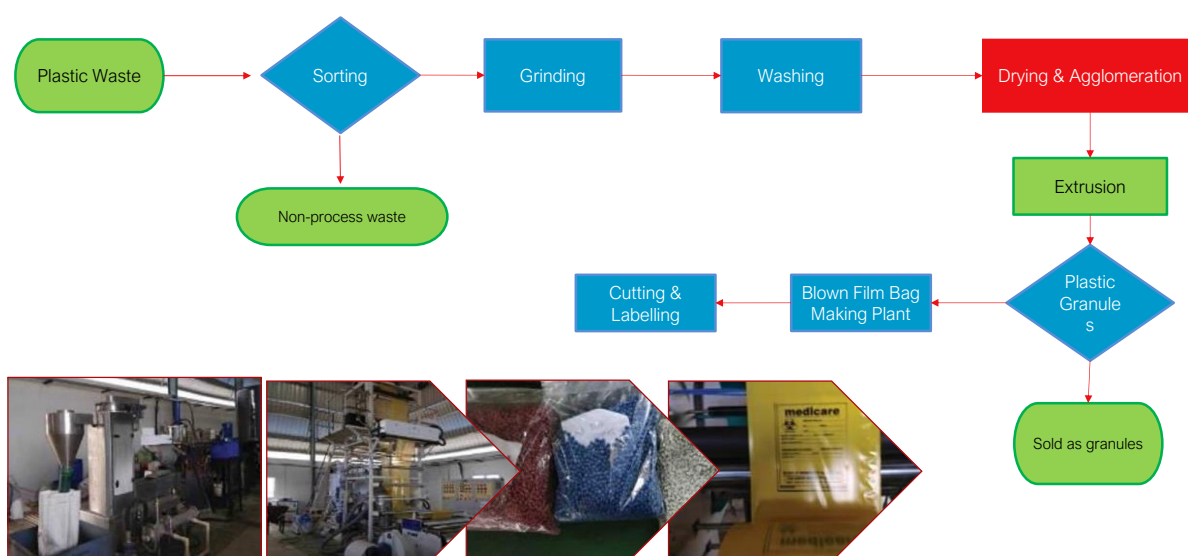 Plastic Waste
Sorting
Grinding
Washing
Drying & Agglomeration
Non-process waste
Extrusion
Cutting &
Labelling
Blown Film Bag
Making Plant
Plastic
Granule
s
Sold as granules
medicare
medicare